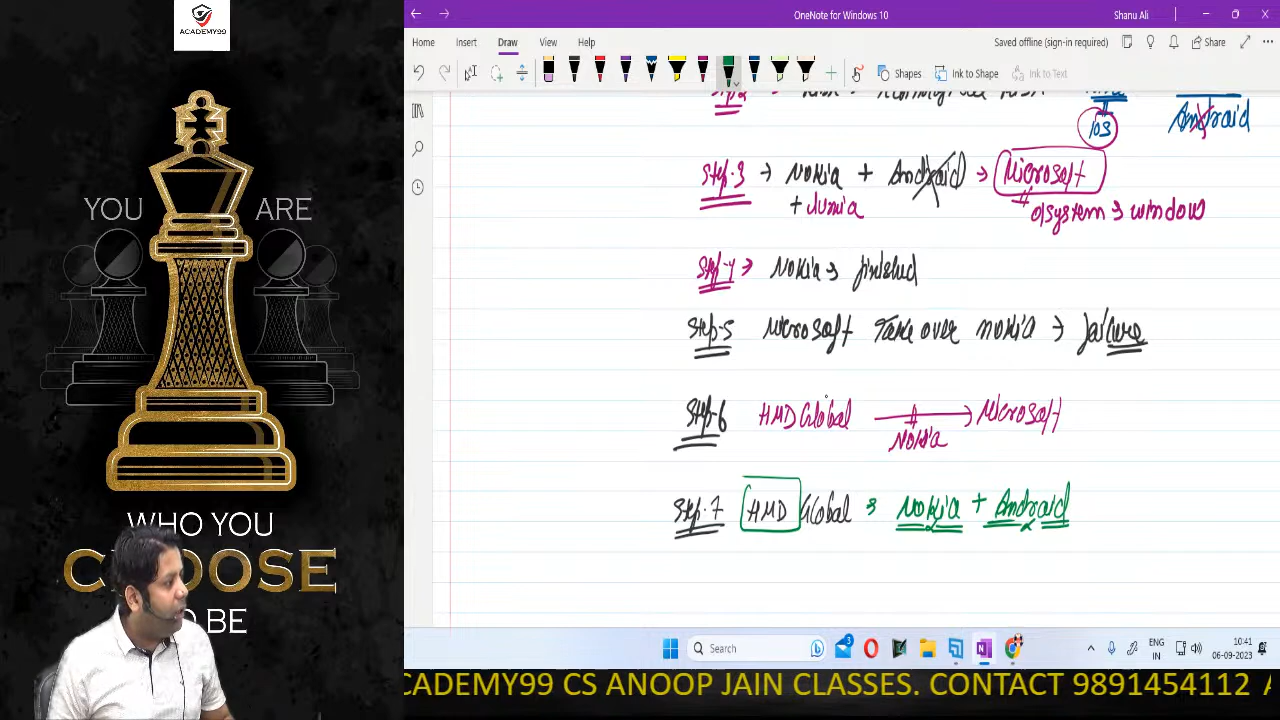 ACADEMY99
OneNote for Windows 10
Shanu Ali
Home Insert Draw View Help
Saved offline (sign-in required)
Share
Shapes
Ink to Shape
Ink to Text
ios
Android
Step-3 → Nokia + Android → Microsoft
+ lumia
o/system → window
Step-4 → Nokia → finished
Step-5 Microsoft Take over nokia → failure
Step-6 HMD Global → Microsoft
Nokia
Step-7 HMD Global → Nokia + Android
YOU ARE
WHO YOU
CHOOSE
BE
Search
3
ENG
IN
10:41
06-09-2023
CADEMY99 CS ANOOP JAIN CLASSES. CONTACT 9891454112 A